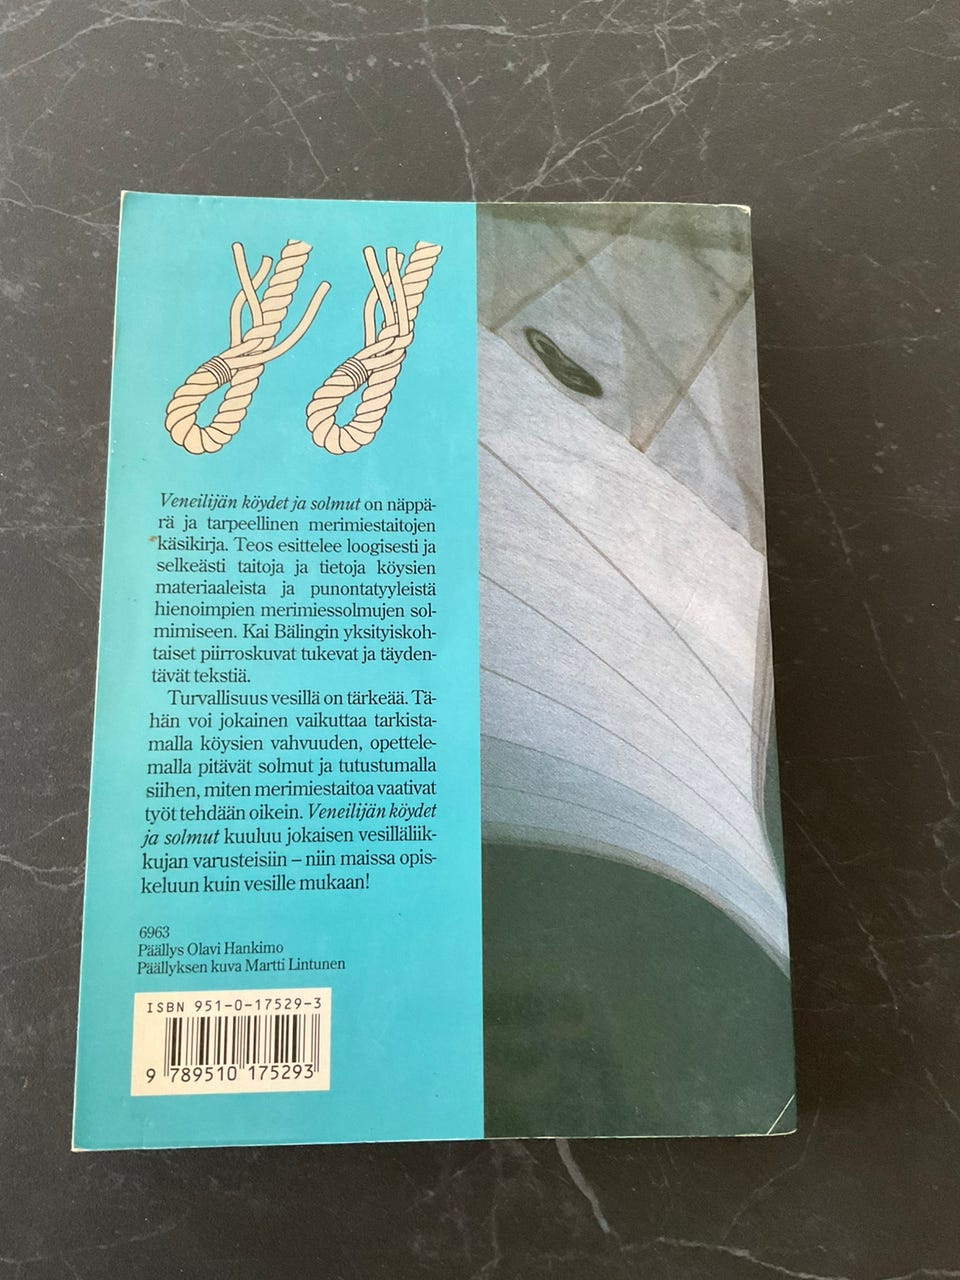 Veneilijän köydet ja solmut on näppä-
rä ja tarpeellinen merimiestaitojen
käsikirja. Teos esittelee loogisesti ja
selkeästi taitoja ja tietoja köysien
materiaaleista ja punontatyyleistä
hienoimpien merimiessolmujen sol-
mimiseen. Kai Bälingin yksityiskoh-
taiset piirroskuvat tukevat ja täyden-
tävät tekstiä.
Turvallisuus vesillä on tärkeää. Tä-
hän voi jokainen vaikuttaa tarkista-
malla köysien vahvuuden, opettele-
malla pitävät solmut ja tutustumalla
siihen, miten merimiestaitoa vaativat
työt tehdään oikein. Veneilijän köydet
ja solmut kuuluu jokaisen vesilläliik-
kujan varusteisiin – niin maissa opis-
keluun kuin vesille mukaan!
6963
Päällys Olavi Hankimo
Päällyksen kuva Martti Lintunen
ISBN 951-0-17529-3
9 789510 175293